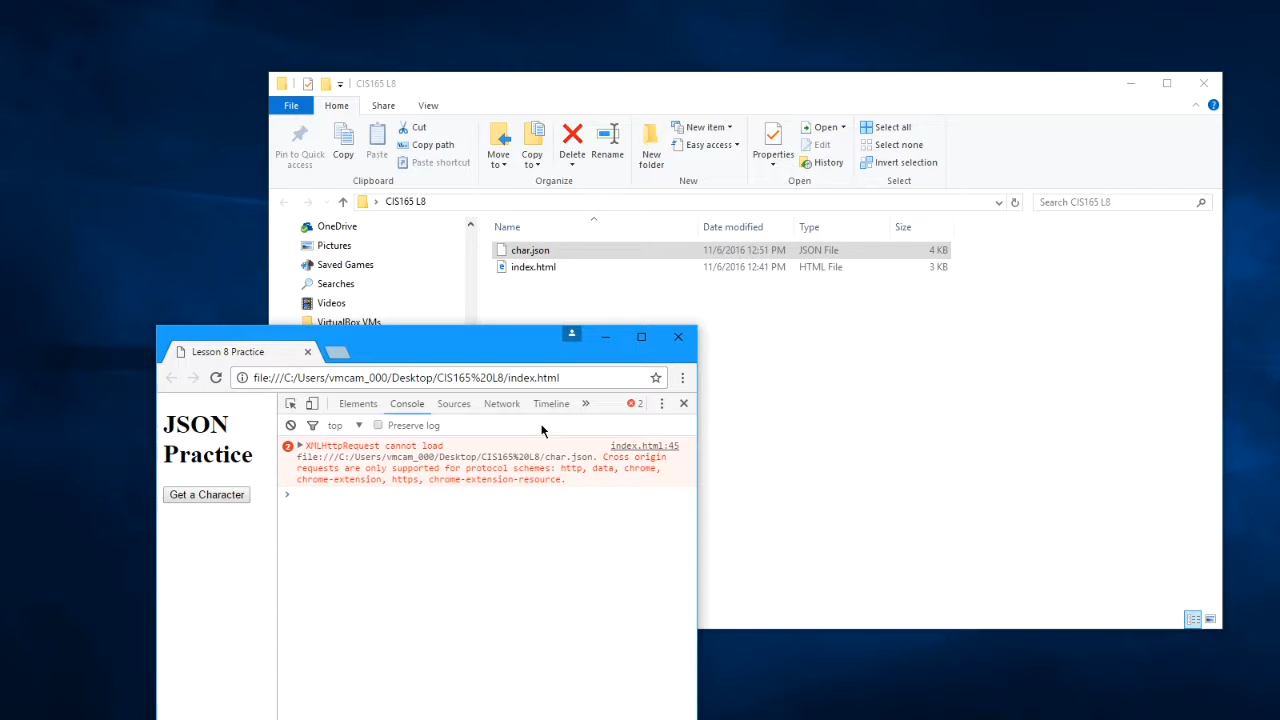 CIS165 L8
File Home Share View
Pin to Quick access
Copy
Paste
Cut
Copy path
Paste shortcut
Clipboard
Move to
Copy to
Delete
Rename
Organize
New folder
New item
Easy access
New
Properties
Open
Edit
History
Open
Select all
Select none
Invert selection
Select
CIS165 L8
Search CIS165 L8
OneDrive
Pictures
Saved Games
Searches
Videos
VirtualBox VMs
Name Date modified Type Size
char.json 11/6/2016 12:51 PM JSON File 4 KB
index.html 11/6/2016 12:41 PM HTML File 3 KB
Lesson 8 Practice
file:///C:/Users/vmcam_000/Desktop/CIS165%20L8/index.html
JSON
Practice
Get a Character
Elements Console Sources Network Timeline » 2
top Preserve log
2 XMLHttpRequest cannot load index.html:45
file:///C:/Users/vmcam_000/Desktop/CIS165%20L8/char.json. Cross origin
requests are only supported for protocol schemes: http, data, chrome,
chrome-extension, https, chrome-extension-resource.